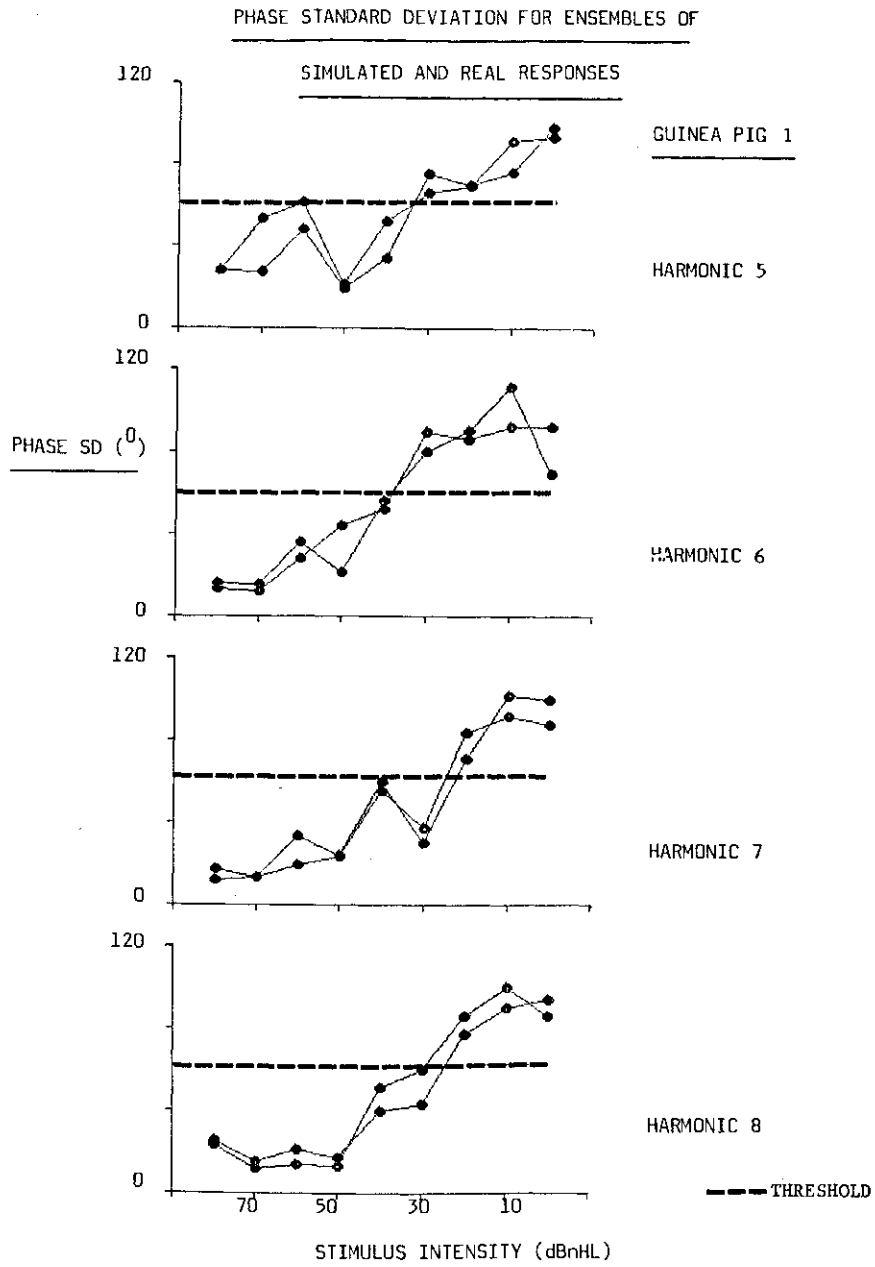 PHASE STANDARD DEVIATION FOR ENSEMBLES OF
SIMULATED AND REAL RESPONSES
GUINEA PIG 1
120
HARMONIC 5
0
120
PHASE SD (0)
HARMONIC 6
0
120
HARMONIC 7
0
120
HARMONIC 8
0
THRESHOLD
70 50 30 10
STIMULUS INTENSITY (dBnHL)